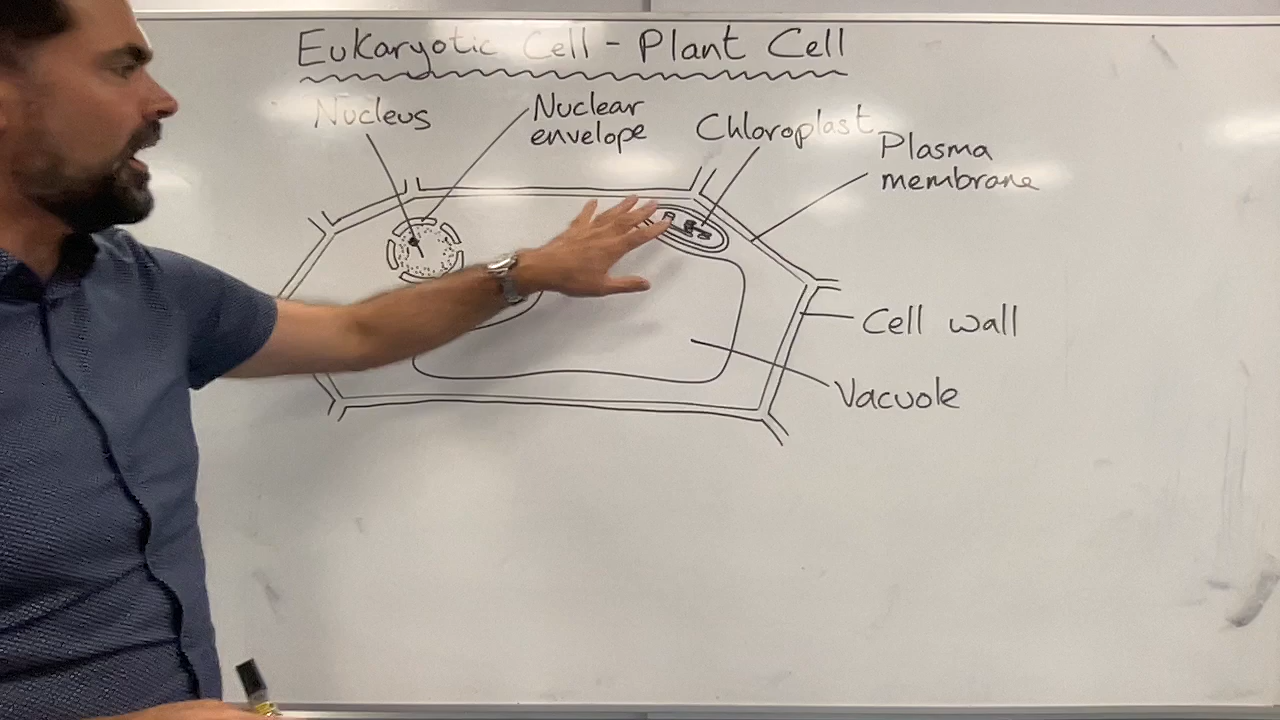 Eukaryotic Cell - Plant Cell
Nucleus
Nuclear
envelope
Chloroplast
Plasma
membrane
Cell wall
Vacuole